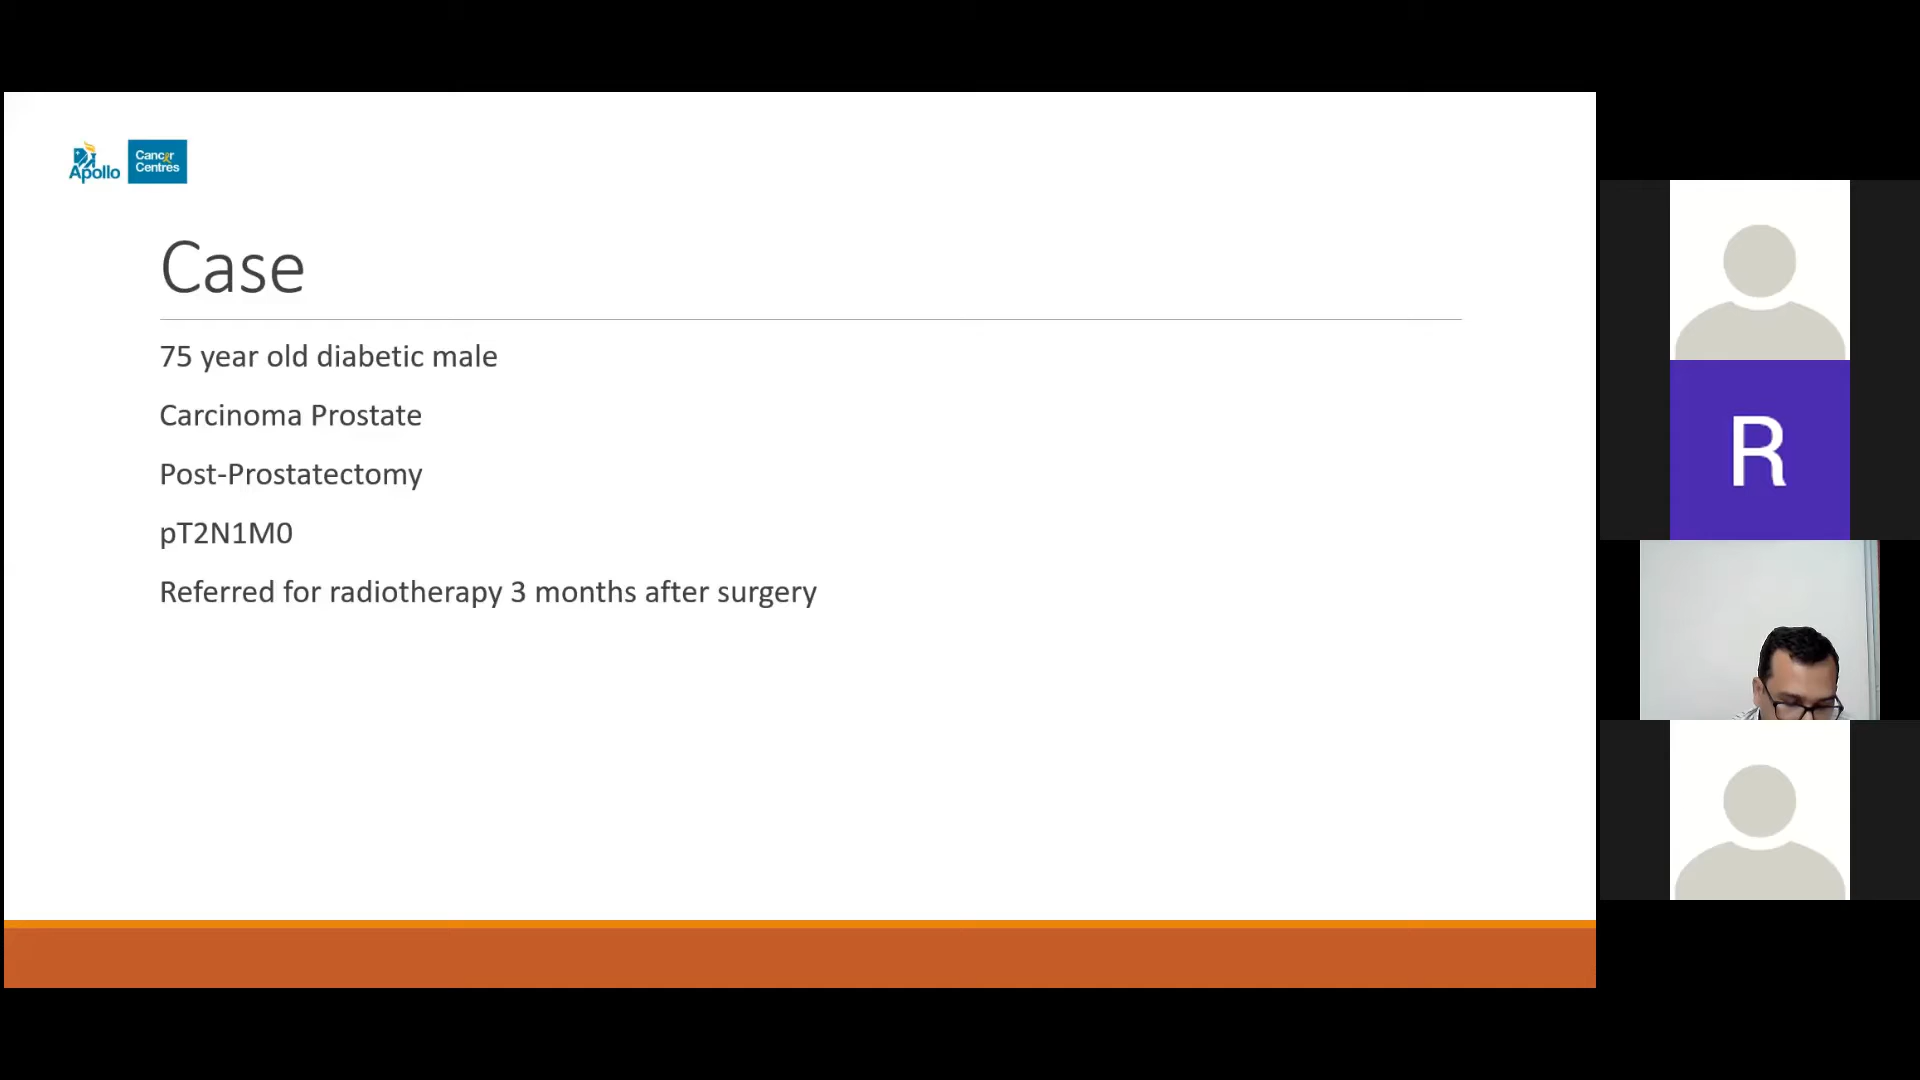 Apollo
Cancer
Centres
Case
75 year old diabetic male
Carcinoma Prostate
Post-Prostatectomy
pT2N1M0
Referred for radiotherapy 3 months after surgery
R